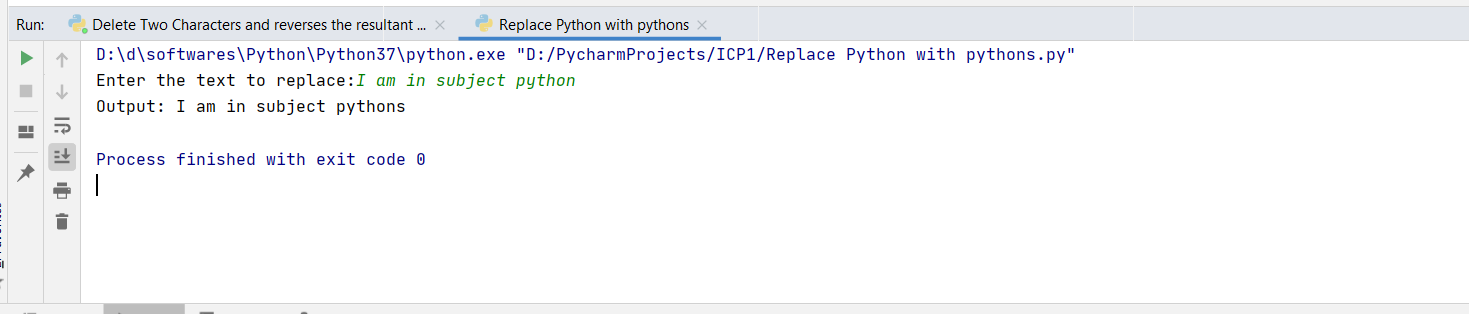 Run: Delete Two Characters and reverses the resultant ... × Replace Python with pythons ×
D:\d\softwares\Python\Python37\python.exe "D:/PycharmProjects/ICP1/Replace Python with pythons.py"
Enter the text to replace:I am in subject python
Output: I am in subject pythons
Process finished with exit code 0